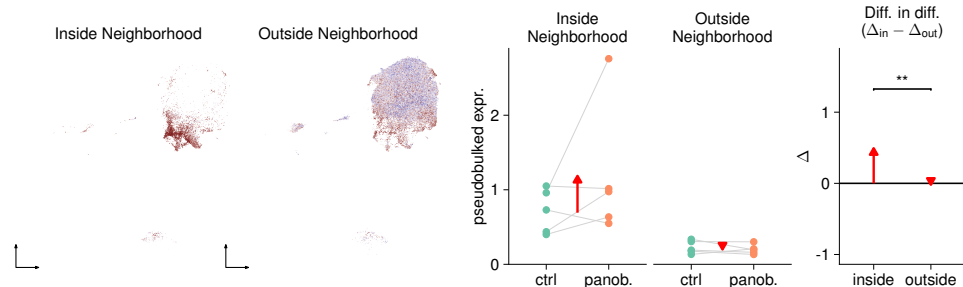 Inside Neighborhood
Outside Neighborhood
Inside
Neighborhood
Outside
Neighborhood
Diff. in diff.
(Δin − Δout)
pseudobulked expr.
2
1
0
ctrl
panob.
ctrl
panob.
**
Δ
1
0
-1
inside
outside